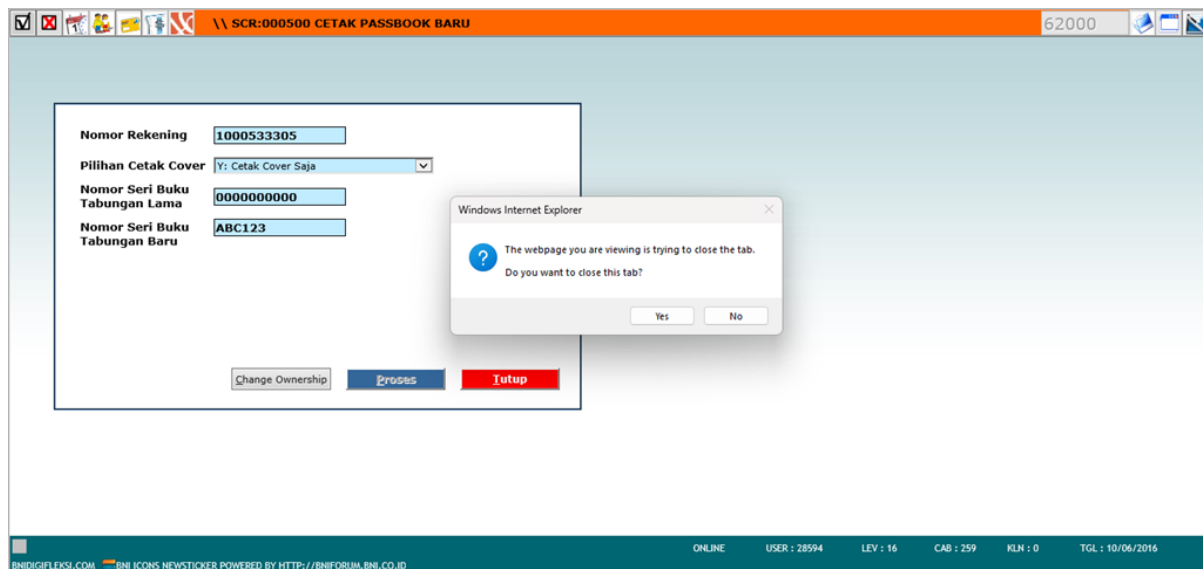 \\ SCR:000500 CETAK PASSBOOK BARU
62000
Nomor Rekening 1000533305
Pilihan Cetak Cover Y: Cetak Cover Saja
Nomor Seri Buku
Tabungan Lama 0000000000
Nomor Seri Buku
Tabungan Baru ABC123
Windows Internet Explorer
The webpage you are viewing is trying to close the tab.
Do you want to close this tab?
Yes No
Change Ownership Proses Tutup
ONLINE USER : 28594 LEV : 16 CAB : 259 KLN : 0 TGL : 10/06/2016
BNIDIGIFLEKSI.COM BNI ICONS NEWSTICKER POWERED BY HTTP://BNIFORUM.BNI.CO.ID